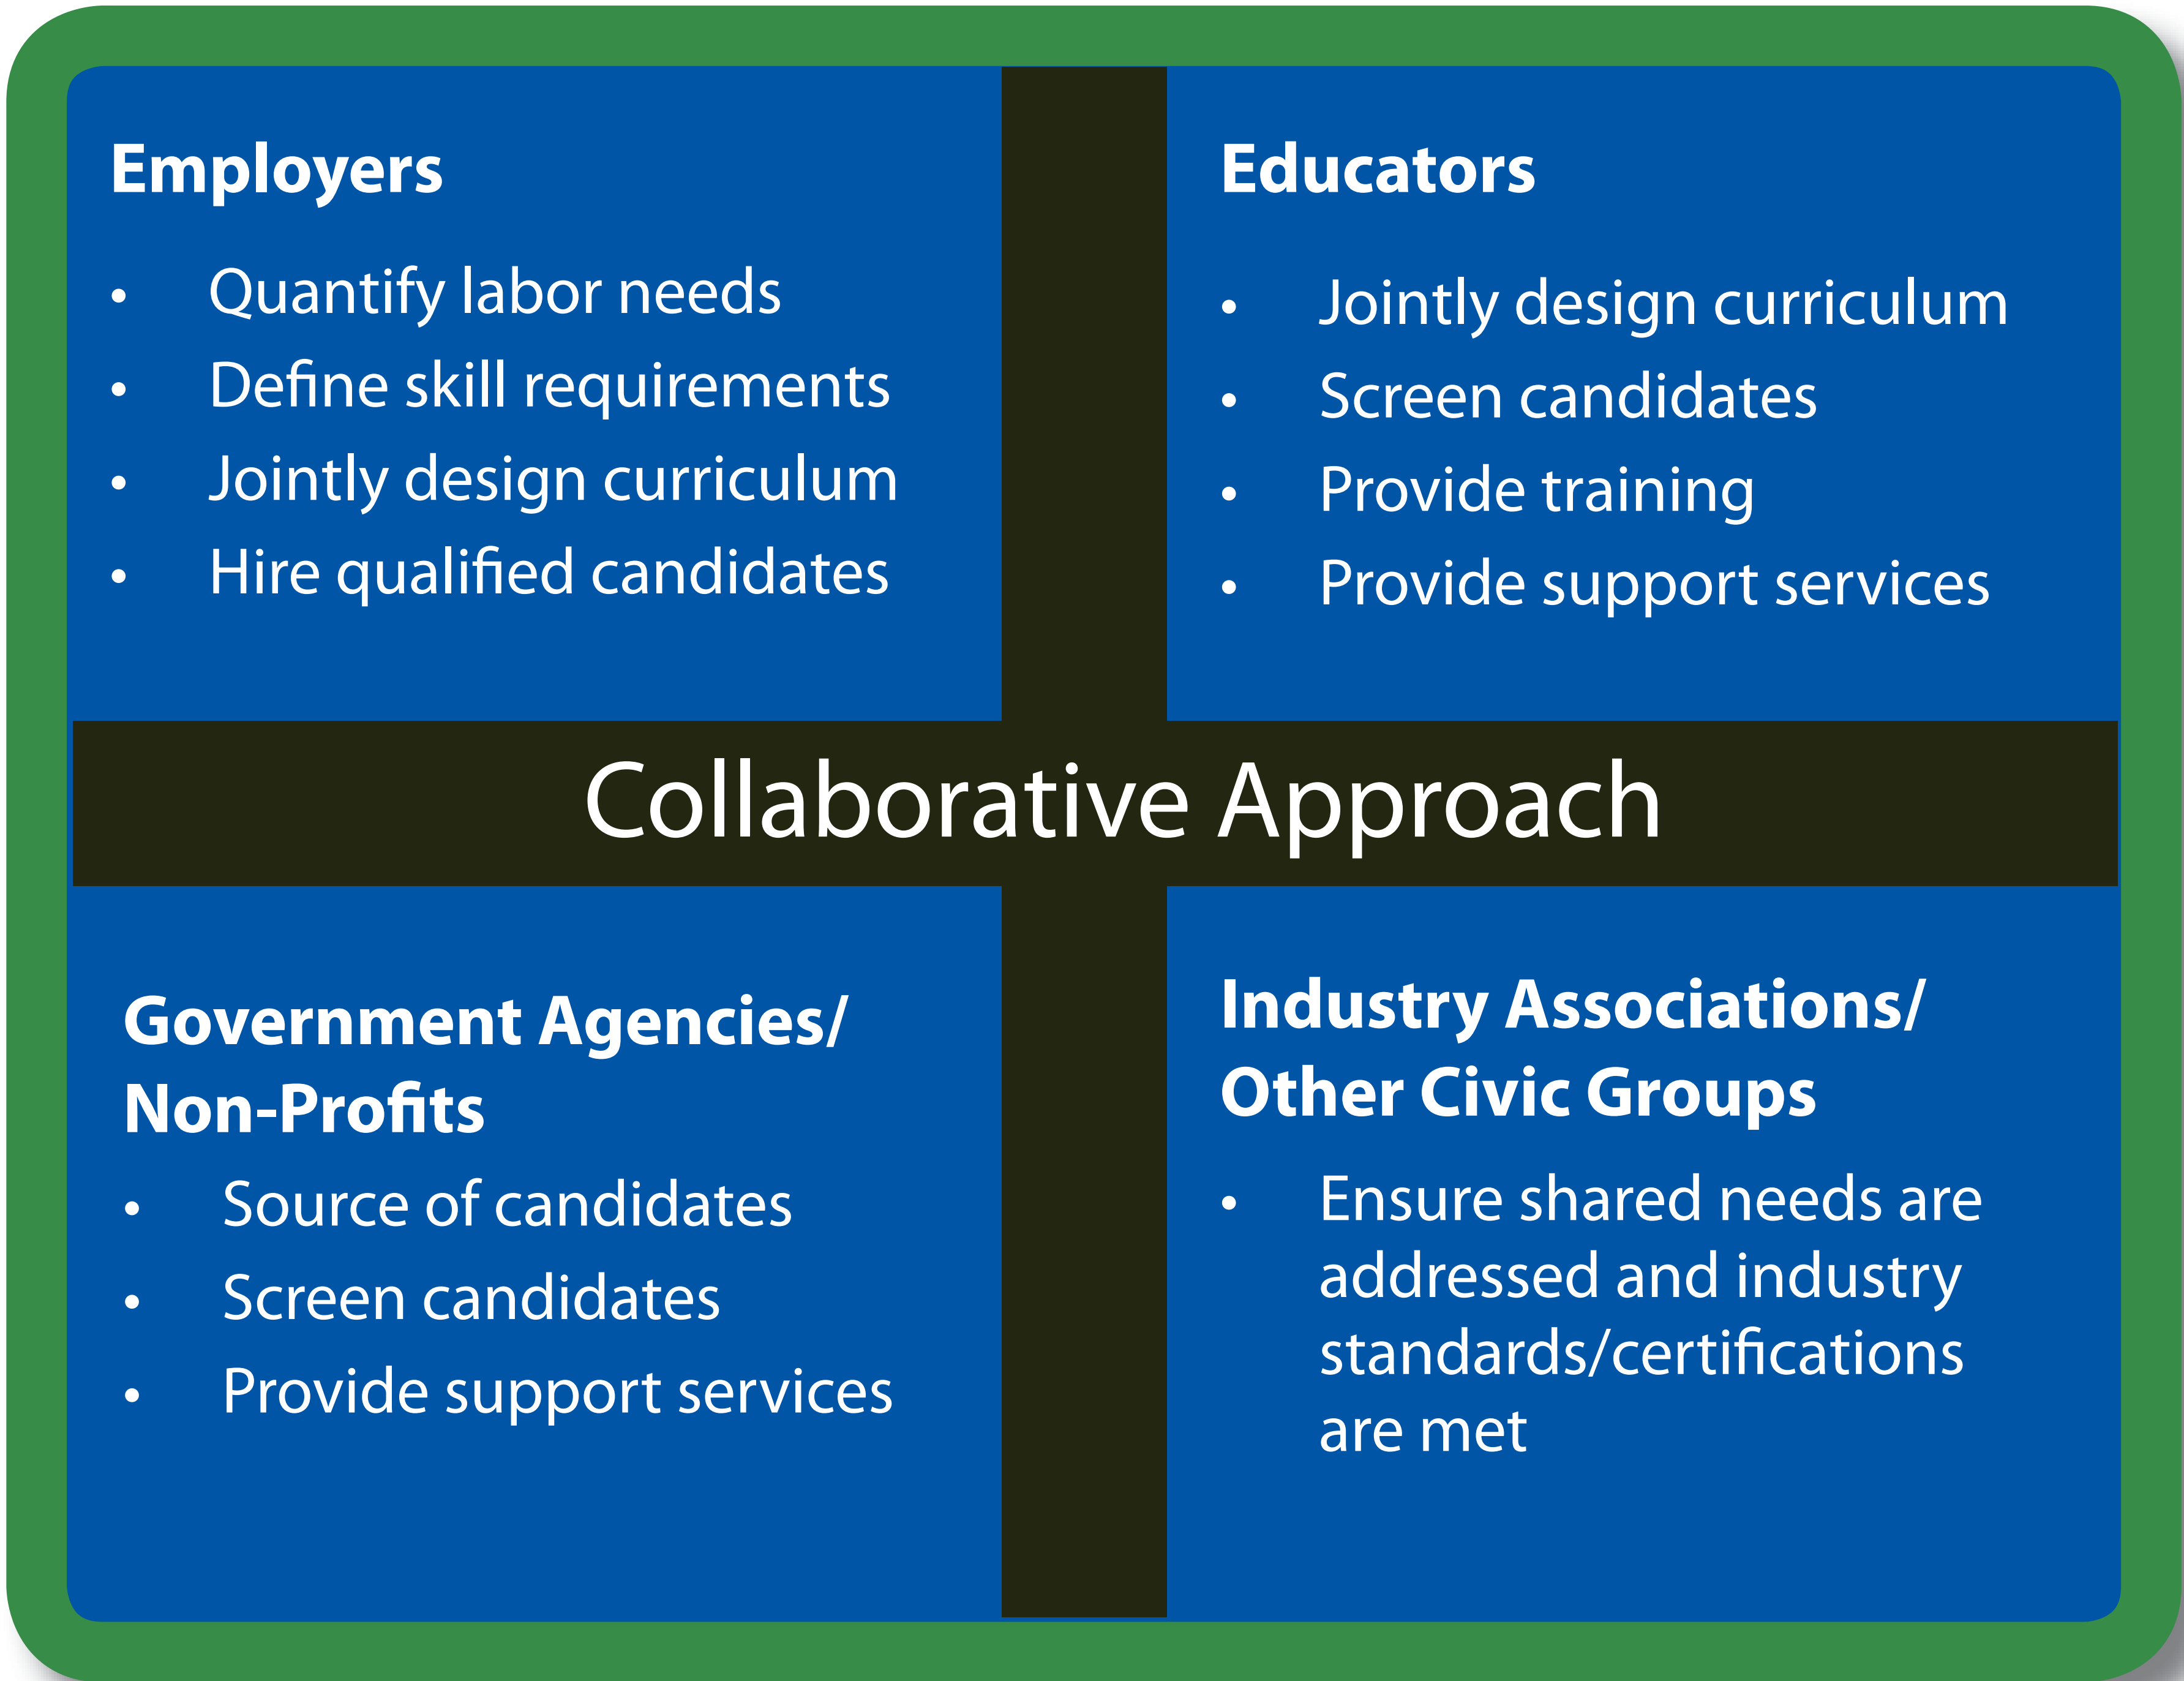 Employers
• Quantify labor needs
• Define skill requirements
• Jointly design curriculum
• Hire qualified candidates
Educators
• Jointly design curriculum
• Screen candidates
• Provide training
• Provide support services
Collaborative Approach
Government Agencies/
Non-Profits
• Source of candidates
• Screen candidates
• Provide support services
Industry Associations/
Other Civic Groups
• Ensure shared needs are
addressed and industry
standards/certifications
are met